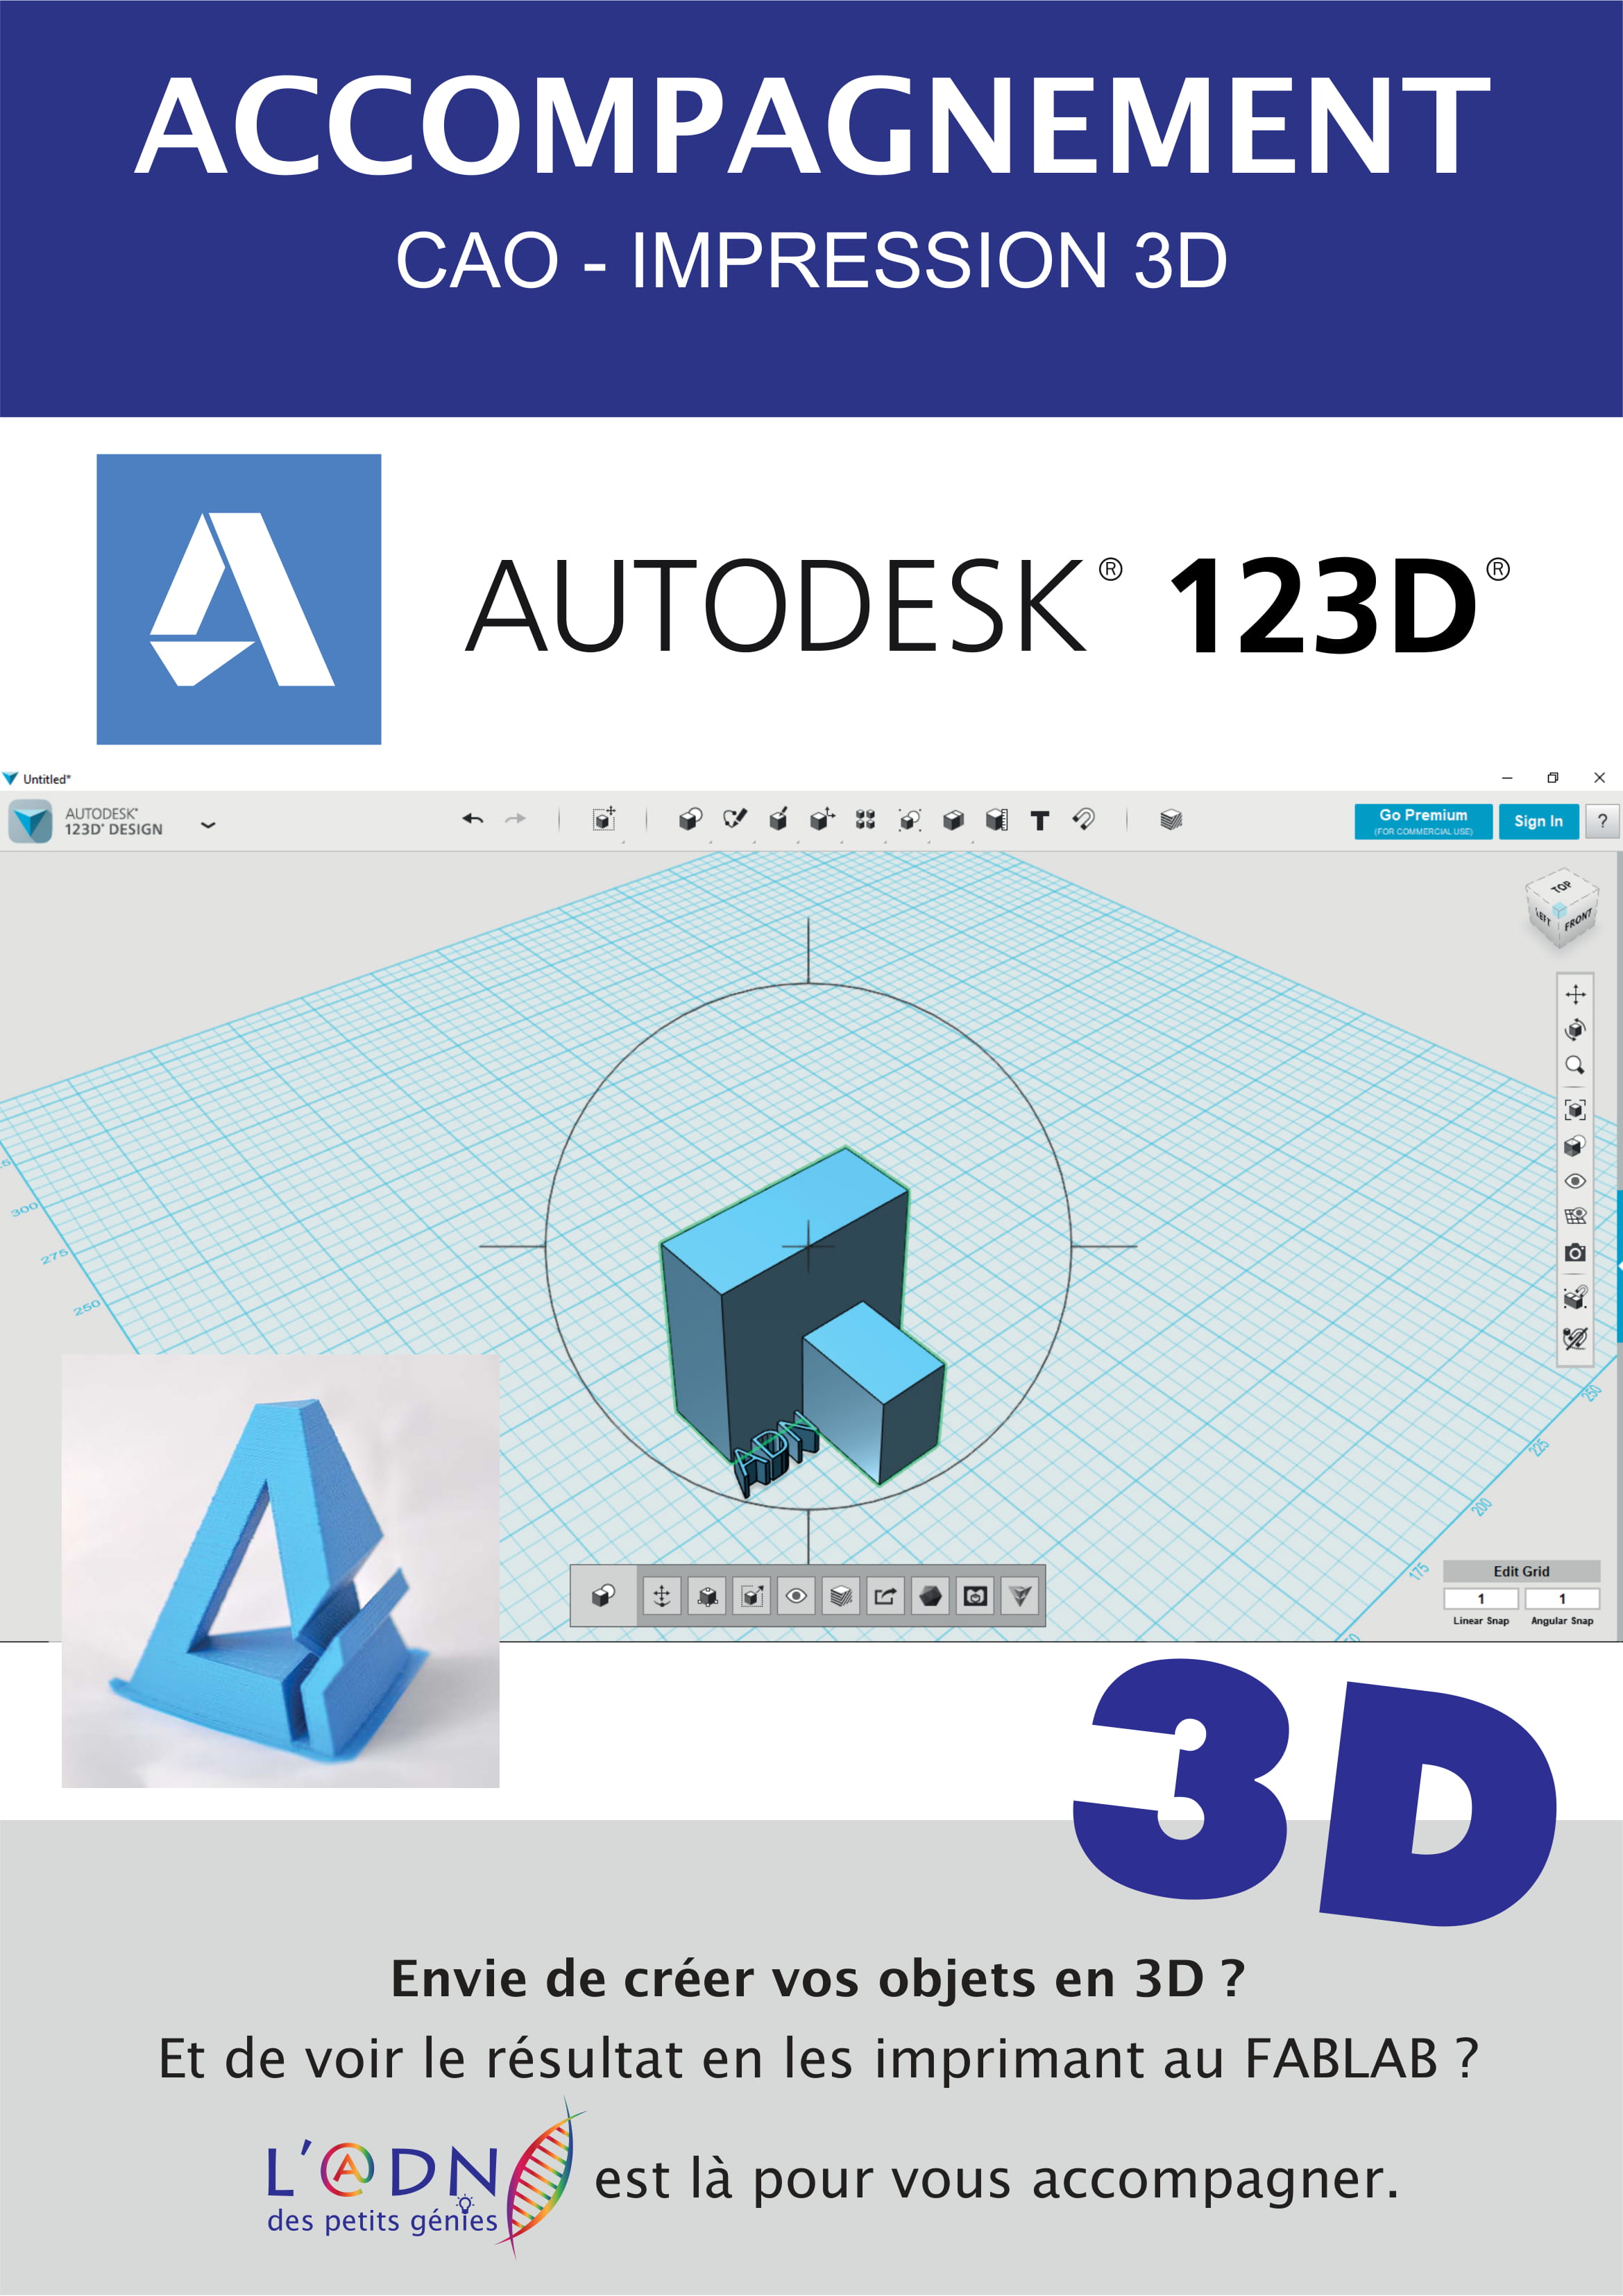 ACCOMPAGNEMENT
CAO - IMPRESSION 3D
AUTODESK® 123D®
Untitled*
AUTODESK®
123D® DESIGN
T
Go Premium
(FOR COMMERCIAL USE)
Sign In
?
TOP
LEFT
FRONT
300
275
250
ADN
250
225
200
175
Edit Grid
1
1
Linear Snap
Angular Snap
3D
Envie de créer vos objets en 3D ?
Et de voir le résultat en les imprimant au FABLAB ?
L'@DN
des petits génies
est là pour vous accompagner.